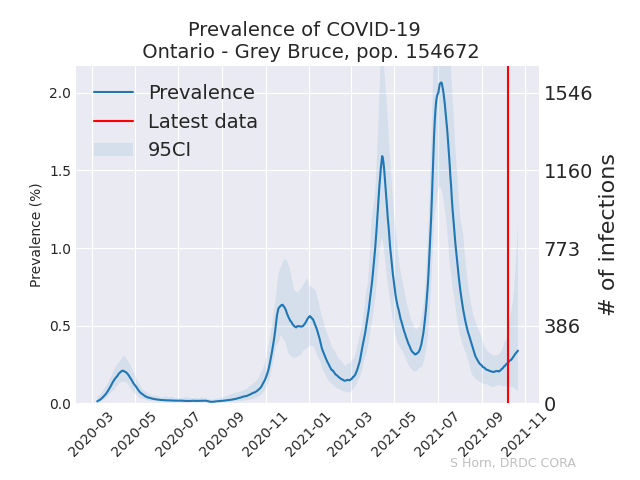 Prevalence of COVID-19
Ontario - Grey Bruce, pop. 154672
Prevalence
Latest data
95CI
Prevalence (%)
2.0
1.5
1.0
0.5
0.0
1546
1160
773
386
0
# of infections
2020-03
2020-05
2020-07
2020-09
2020-11
2021-01
2021-03
2021-05
2021-07
2021-09
2021-11
S Horn, DRDC CORA